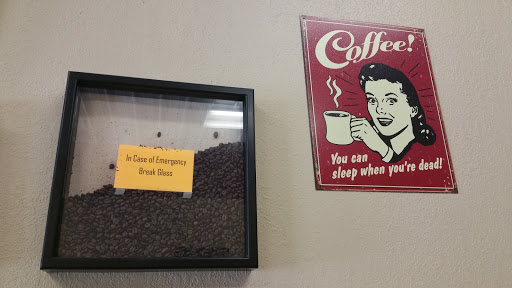 In Case of Emergency
Break Glass
Coffee!
You can
sleep when you're dead!